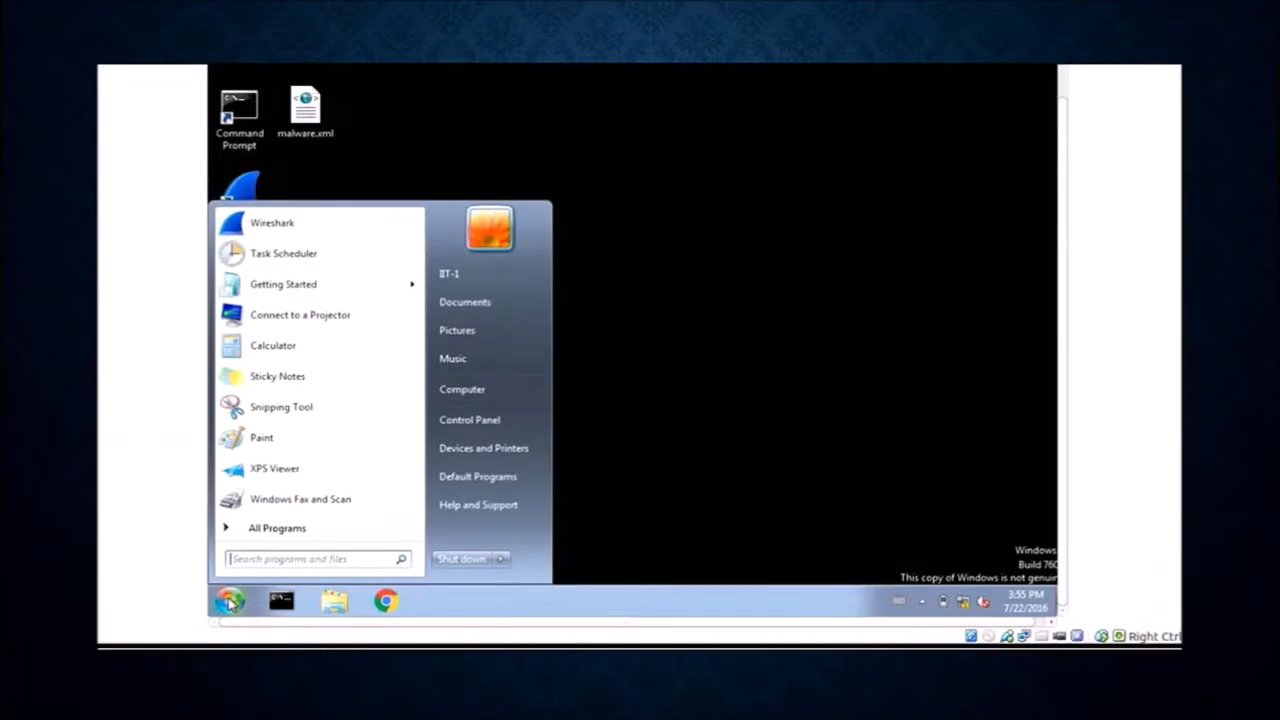 Command
Prompt
malware.xml
Wireshark
Task Scheduler
Getting Started
Connect to a Projector
Calculator
Sticky Notes
Snipping Tool
Paint
XPS Viewer
Windows Fax and Scan
All Programs
Search programs and files
IIT-1
Documents
Pictures
Music
Computer
Control Panel
Devices and Printers
Default Programs
Help and Support
Shut down
Windows
Build 760
This copy of Windows is not genuin
3:55 PM
7/22/2016
Right Ctrl